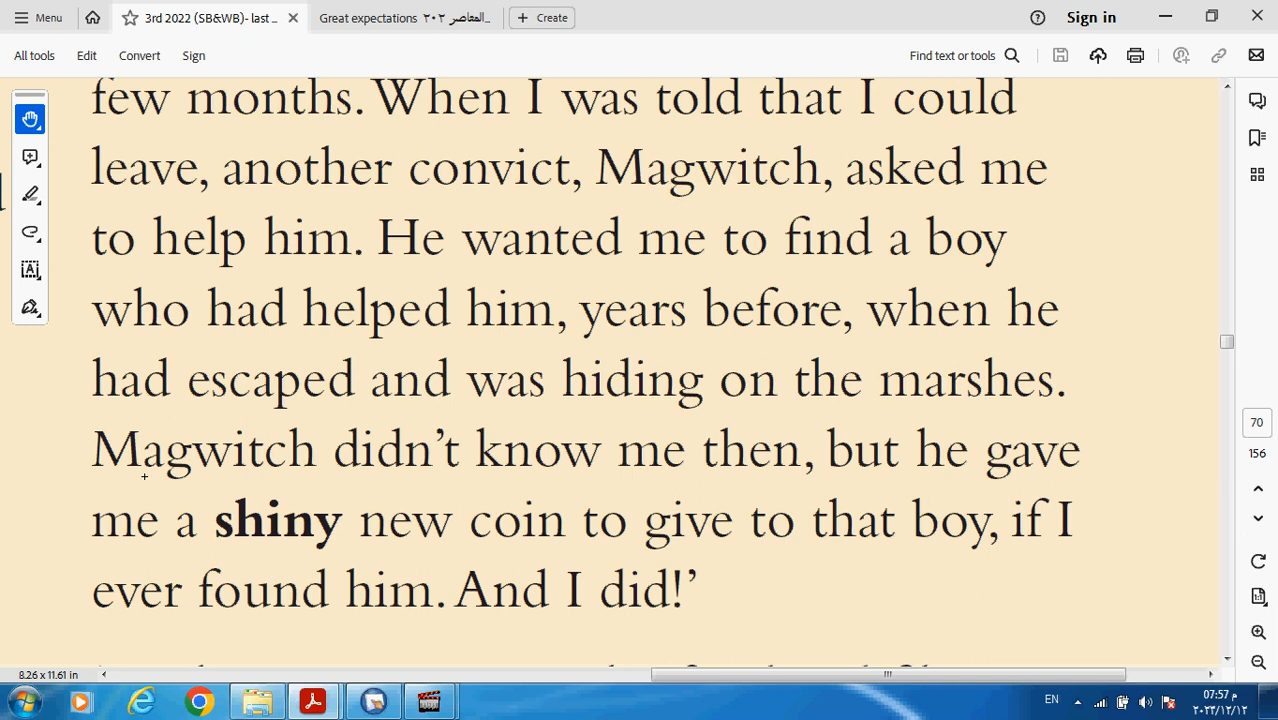 Menu
3rd 2022 (SB&WB)- last ...
Great expectations المعاصر ٢٠٢...
Create
Sign in
All tools
Edit
Convert
Sign
Find text or tools
few months. When I was told that I could
leave, another convict, Magwitch, asked me
to help him. He wanted me to find a boy
who had helped him, years before, when he
had escaped and was hiding on the marshes.
Magwitch didn't know me then, but he gave
me a shiny new coin to give to that boy, if I
ever found him. And I did!'
70
156
8.26 x 11.61 in
EN
07:57 م
٢٠٢٣/١٢/١٢